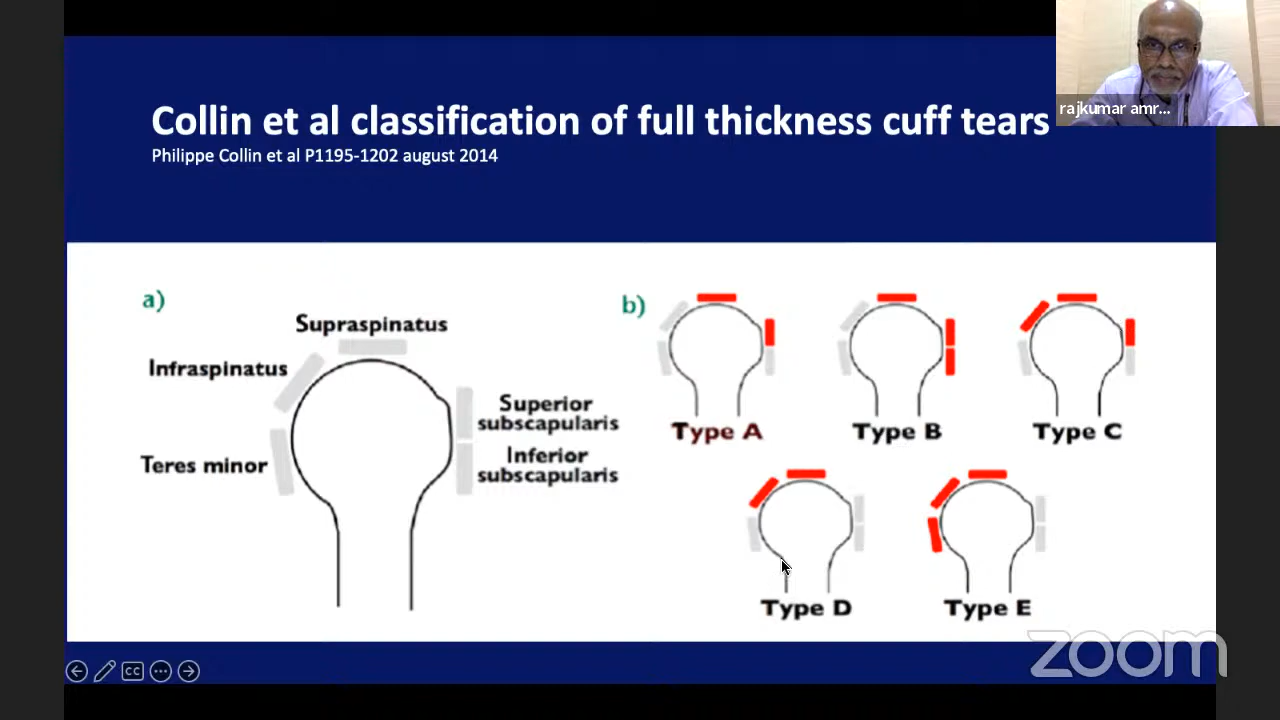 Collin et al classification of full thickness cuff tears
Philippe Collin et al P1195-1202 august 2014
rajkumar amr...
a)
Supraspinatus
Infraspinatus
Superior
subscapularis
Inferior
subscapularis
Teres minor
b)
Type A
Type B
Type C
Type D
Type E
CC
zoom